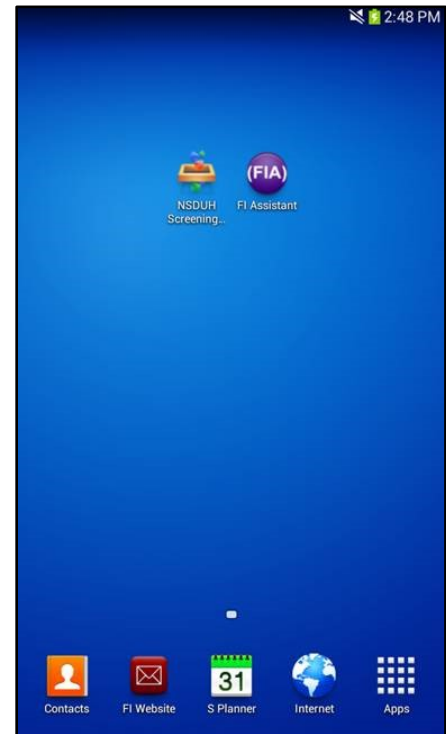 2:48 PM
(FIA)
NSDUH
Screening...
FI Assistant
31
Contacts
FI Website
S Planner
Internet
Apps